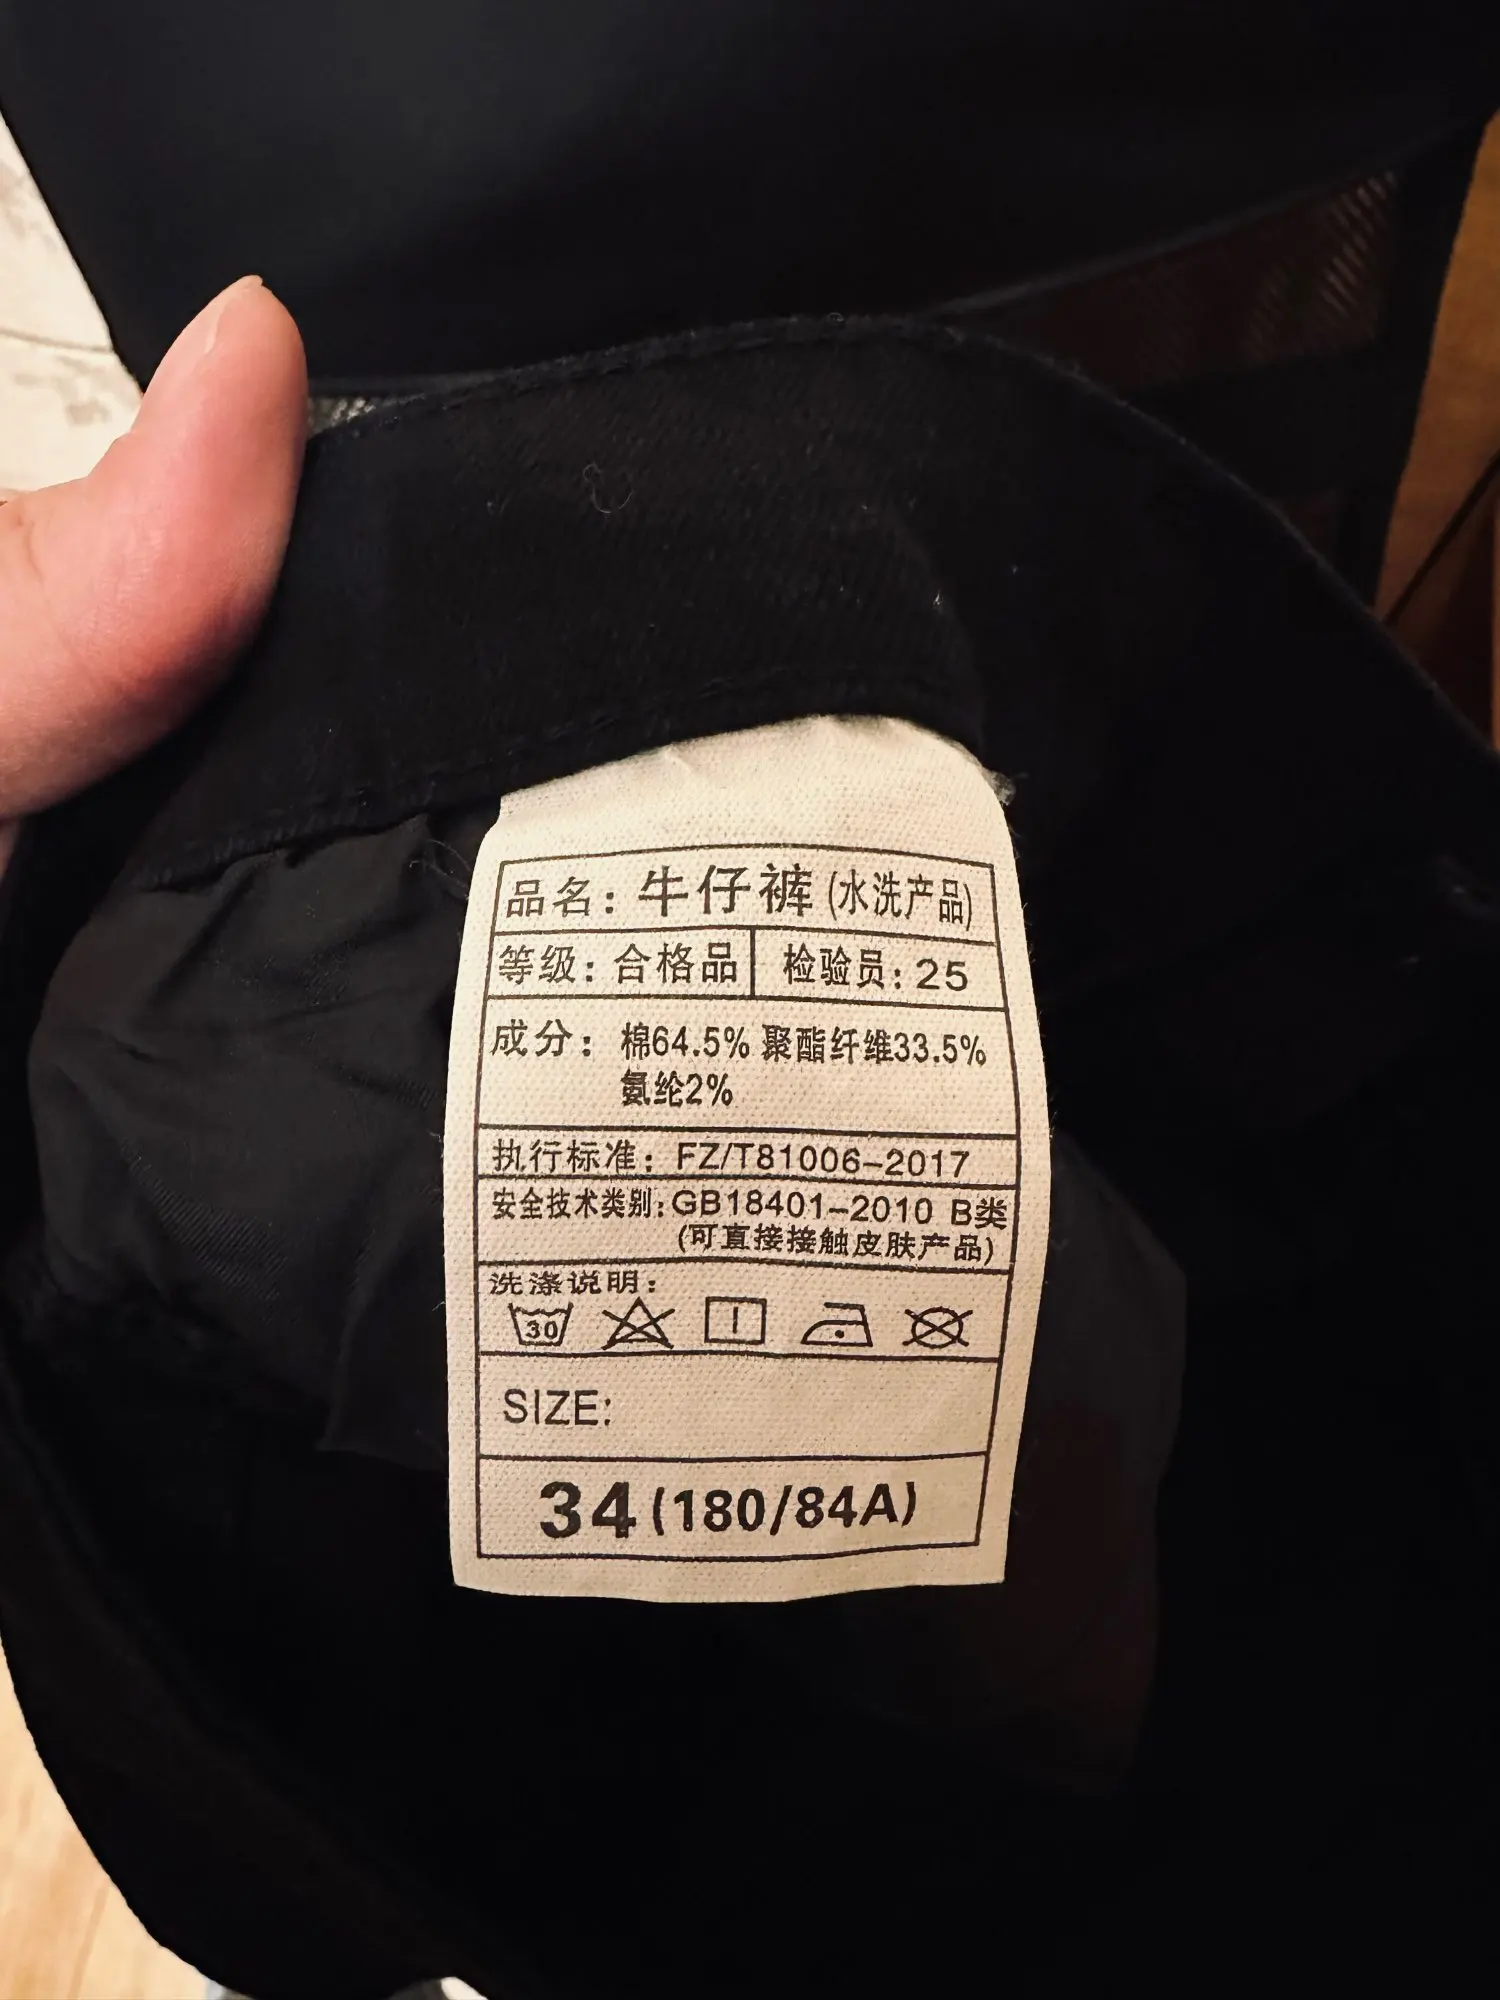 品名：牛仔裤(水洗产品)
等级：合格品 检验员：25
成分：棉64.5% 聚酯纤维33.5%
氨纶2%
执行标准：FZ/T81006-2017
安全技术类别：GB18401-2010 B类
(可直接接触皮肤产品)
洗涤说明：
30
SIZE:
34(180/84A)